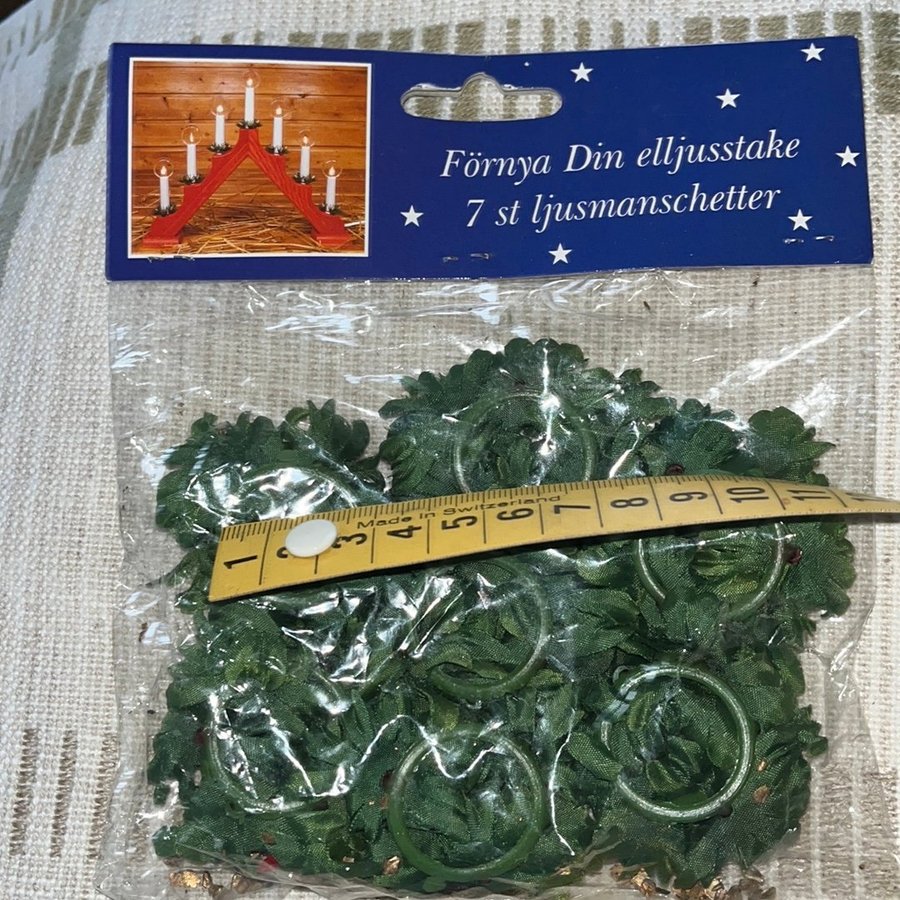 Förnya Din elljusstake
7 st ljusmanschetter
Made in Switzerland
1 2 3 4 5 6 7 8 9 10 11